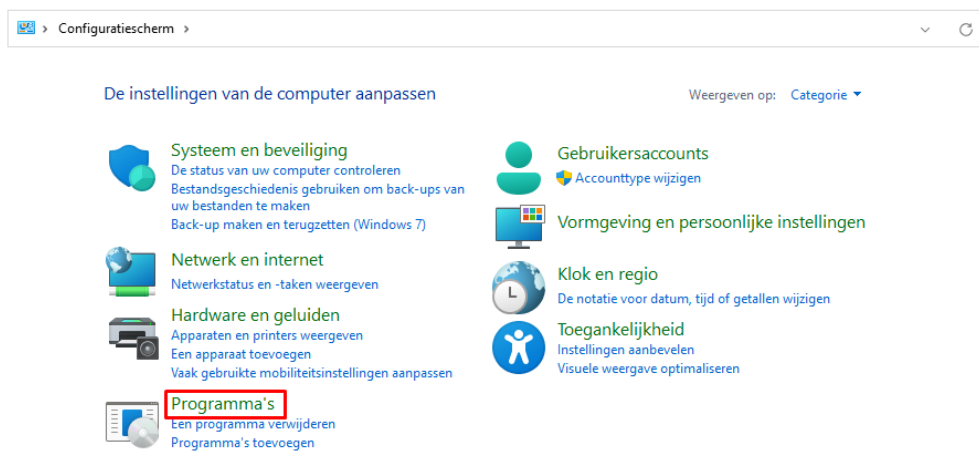 Configuratiescherm
De instellingen van de computer aanpassen
Weergeven op: Categorie
Systeem en beveiliging
De status van uw computer controleren
Bestandsgeschiedenis gebruiken om back-ups van
uw bestanden te maken
Back-up maken en terugzetten (Windows 7)
Netwerk en internet
Netwerkstatus en -taken weergeven
Hardware en geluiden
Apparaten en printers weergeven
Een apparaat toevoegen
Vaak gebruikte mobiliteitsinstellingen aanpassen
Programma's
Een programma verwijderen
Programma's toevoegen
Gebruikersaccounts
Accounttype wijzigen
Vormgeving en persoonlijke instellingen
Klok en regio
De notatie voor datum, tijd of getallen wijzigen
Toegankelijkheid
Instellingen aanbevelen
Visuele weergave optimaliseren